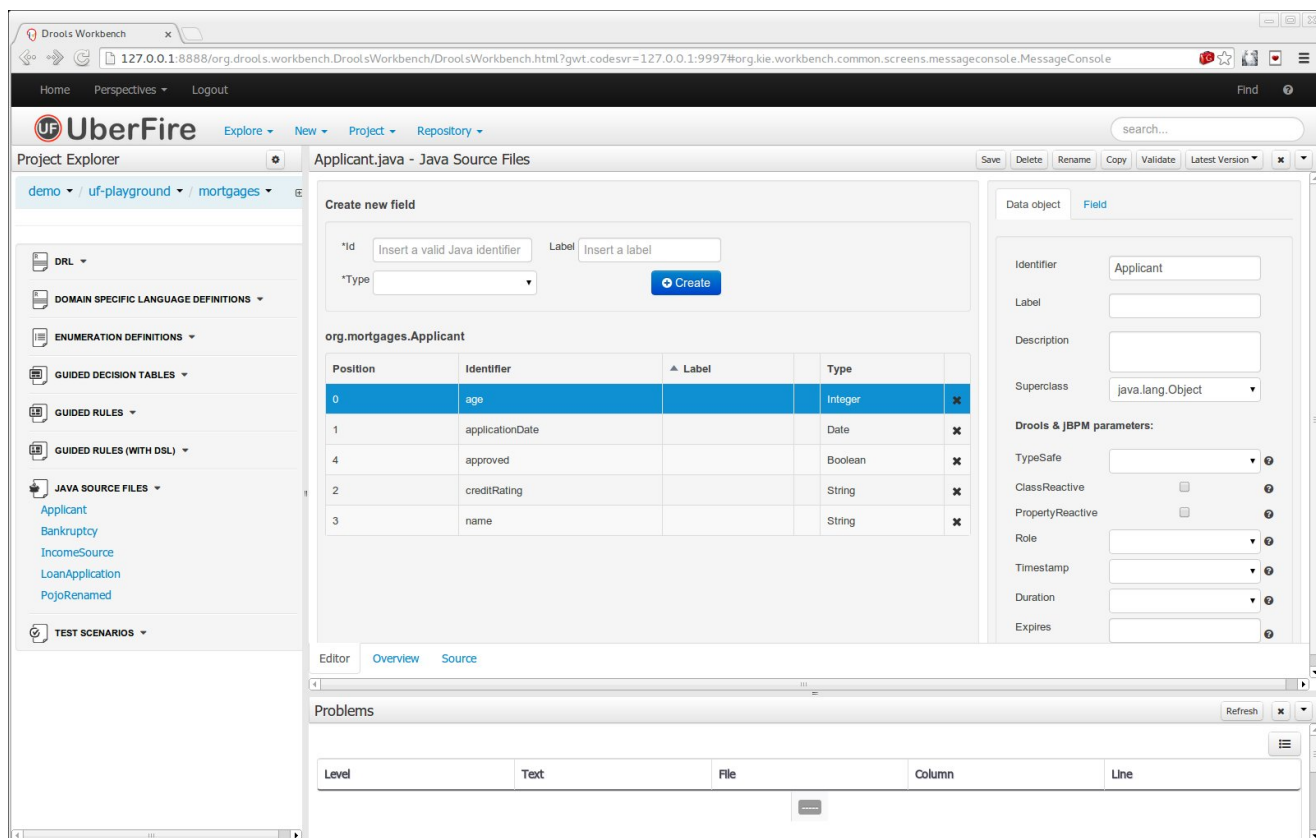 Drools Workbench
127.0.0.1:8888/org.drools.workbench.DroolsWorkbench/DroolsWorkbench.html?gwt.codesvr=127.0.0.1:9997#org.kie.workbench.common.screens.messageconsole.MessageConsole
Home Perspectives Logout Find
UF UberFire Explore New Project Repository search...
Project Explorer
demo / uf-playground / mortgages
DRL
DOMAIN SPECIFIC LANGUAGE DEFINITIONS
ENUMERATION DEFINITIONS
GUIDED DECISION TABLES
GUIDED RULES
GUIDED RULES (WITH DSL)
JAVA SOURCE FILES
Applicant
Bankruptcy
IncomeSource
LoanApplication
PojoRenamed
TEST SCENARIOS
Applicant.java - Java Source Files Save Delete Rename Copy Validate Latest Version
Create new field
*Id Insert a valid Java identifier Label Insert a label
*Type Create
org.mortgages.Applicant
Position Identifier Label Type
0 age Integer
1 applicationDate Date
4 approved Boolean
2 creditRating String
3 name String
Data object Field
Identifier Applicant
Label
Description
Superclass java.lang.Object
Drools & jBPM parameters:
TypeSafe
ClassReactive
PropertyReactive
Role
Timestamp
Duration
Expires
Editor Overview Source
Problems Refresh
Level Text File Column Line